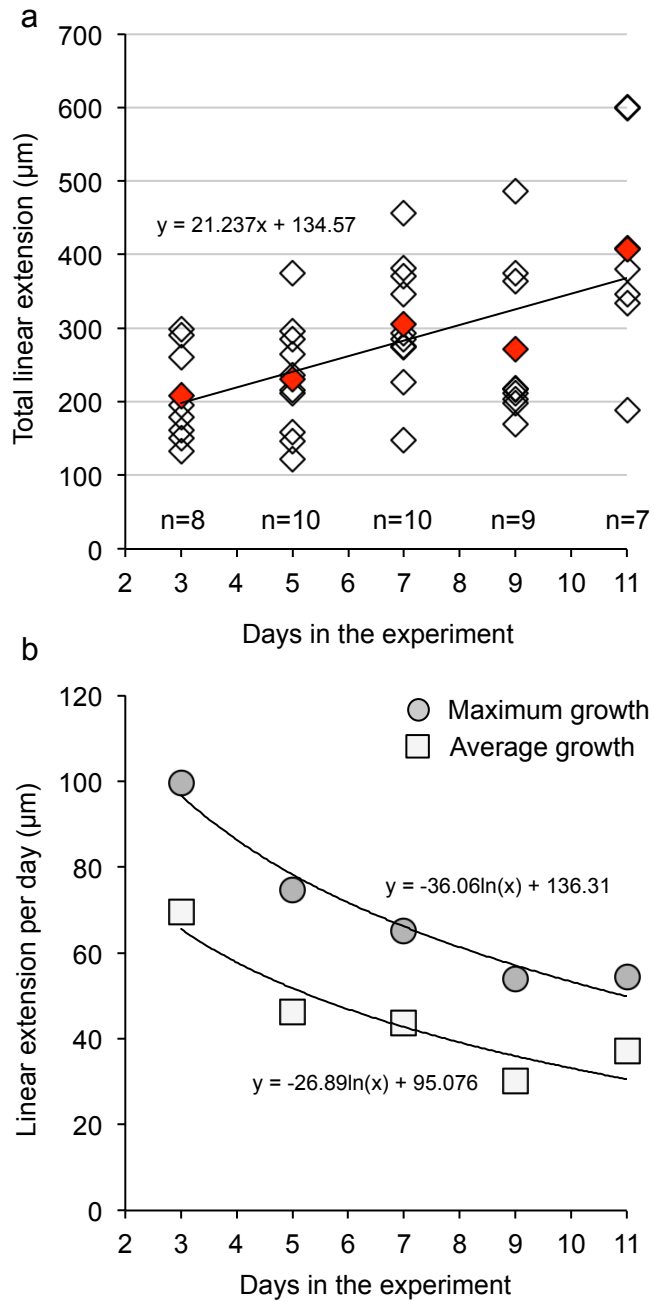 a
700
600
500
400
300
200
100
0
Total linear extension (µm)
y = 21.237x + 134.57
n=8 n=10 n=10 n=9 n=7
2 3 4 5 6 7 8 9 10 11
Days in the experiment
b
120
100
80
60
40
20
0
Linear extension per day (µm)
Maximum growth
Average growth
y = -36.06ln(x) + 136.31
y = -26.89ln(x) + 95.076
2 3 4 5 6 7 8 9 10 11
Days in the experiment